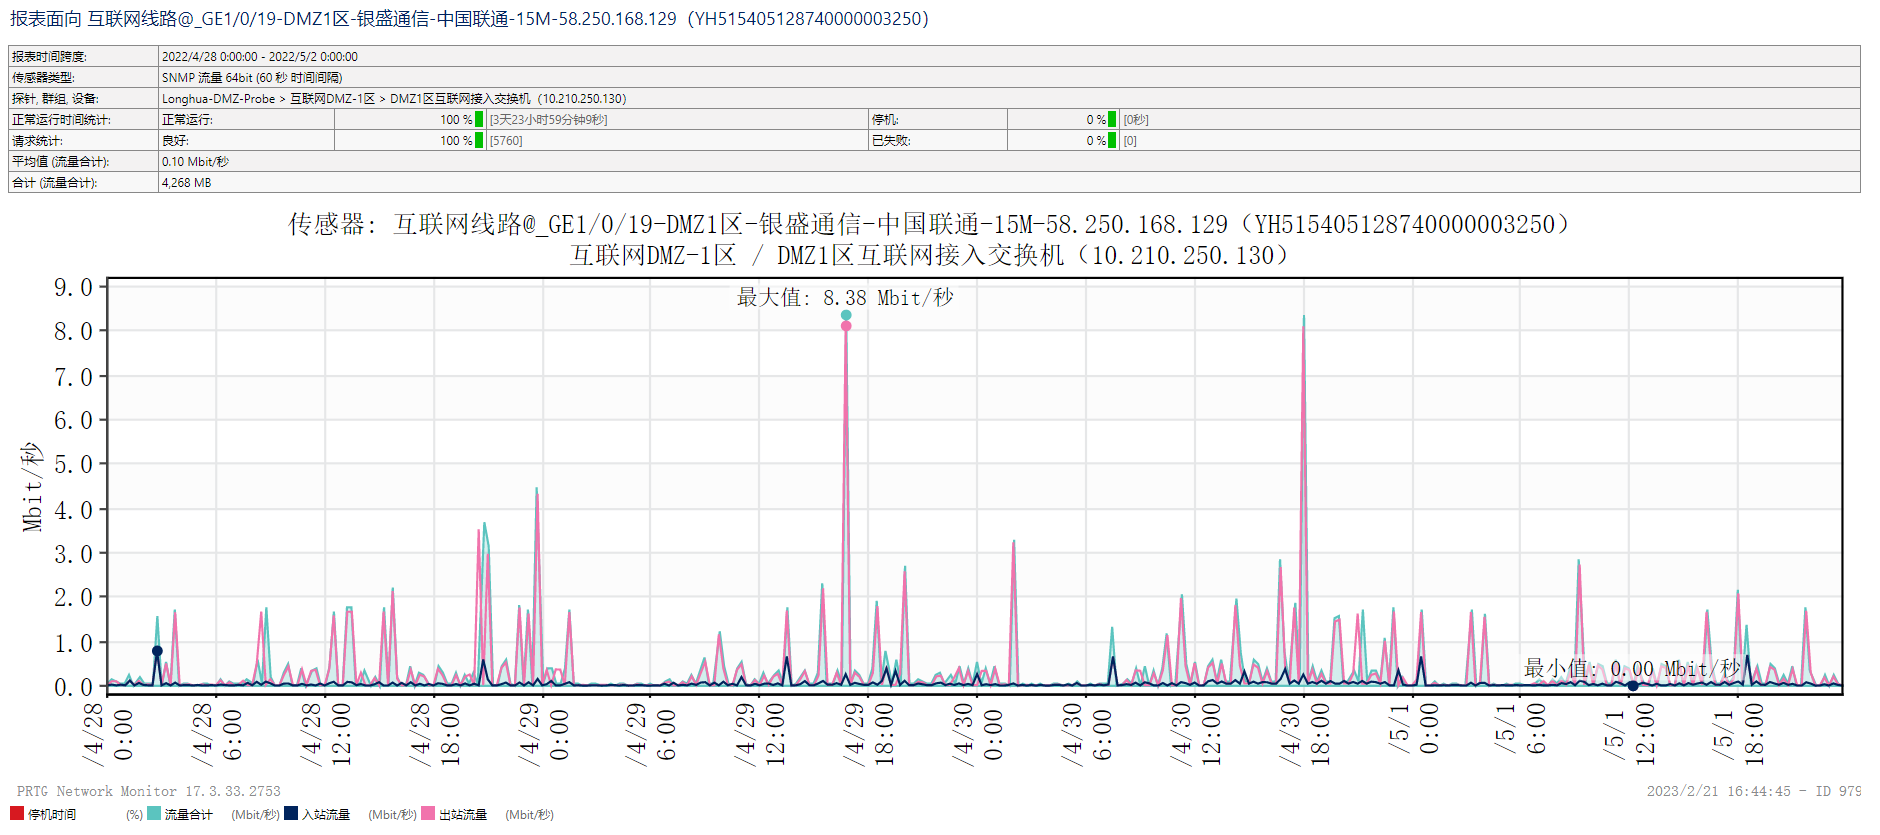 报表面向 互联网线路@_GE1/0/19-DMZ1区-银盛通信-中国联通-15M-58.250.168.129（YH515405128740000003250）
报表时间跨度: 2022/4/28 0:00:00 - 2022/5/2 0:00:00
传感器类型: SNMP 流量 64bit (60 秒 时间间隔)
探针, 群组, 设备: Longhua-DMZ-Probe > 互联网DMZ-1区 > DMZ1区互联网接入交换机（10.210.250.130）
正常运行时间统计: 正常运行: 100 % [3天23小时59分钟9秒] 停机: 0 % [0秒]
请求统计: 良好: 100 % [5760] 已失败: 0 % [0]
平均值 (流量合计): 0.10 Mbit/秒
合计 (流量合计): 4,268 MB
传感器: 互联网线路@_GE1/0/19-DMZ1区-银盛通信-中国联通-15M-58.250.168.129（YH515405128740000003250）
互联网DMZ-1区 / DMZ1区互联网接入交换机（10.210.250.130）
Mbit/秒
9.0
8.0
7.0
6.0
5.0
4.0
3.0
2.0
1.0
0.0
最大值: 8.38 Mbit/秒
最小值: 0.00 Mbit/秒
/4/28 0:00
/4/28 6:00
/4/28 12:00
/4/28 18:00
/4/29 0:00
/4/29 6:00
/4/29 12:00
/4/29 18:00
/4/30 0:00
/4/30 6:00
/4/30 12:00
/4/30 18:00
/5/1 0:00
/5/1 6:00
/5/1 12:00
/5/1 18:00
PRTG Network Monitor 17.3.33.2753 2023/2/21 16:44:45 - ID 979
停机时间 (%) 流量合计 (Mbit/秒) 入站流量 (Mbit/秒) 出站流量 (Mbit/秒)